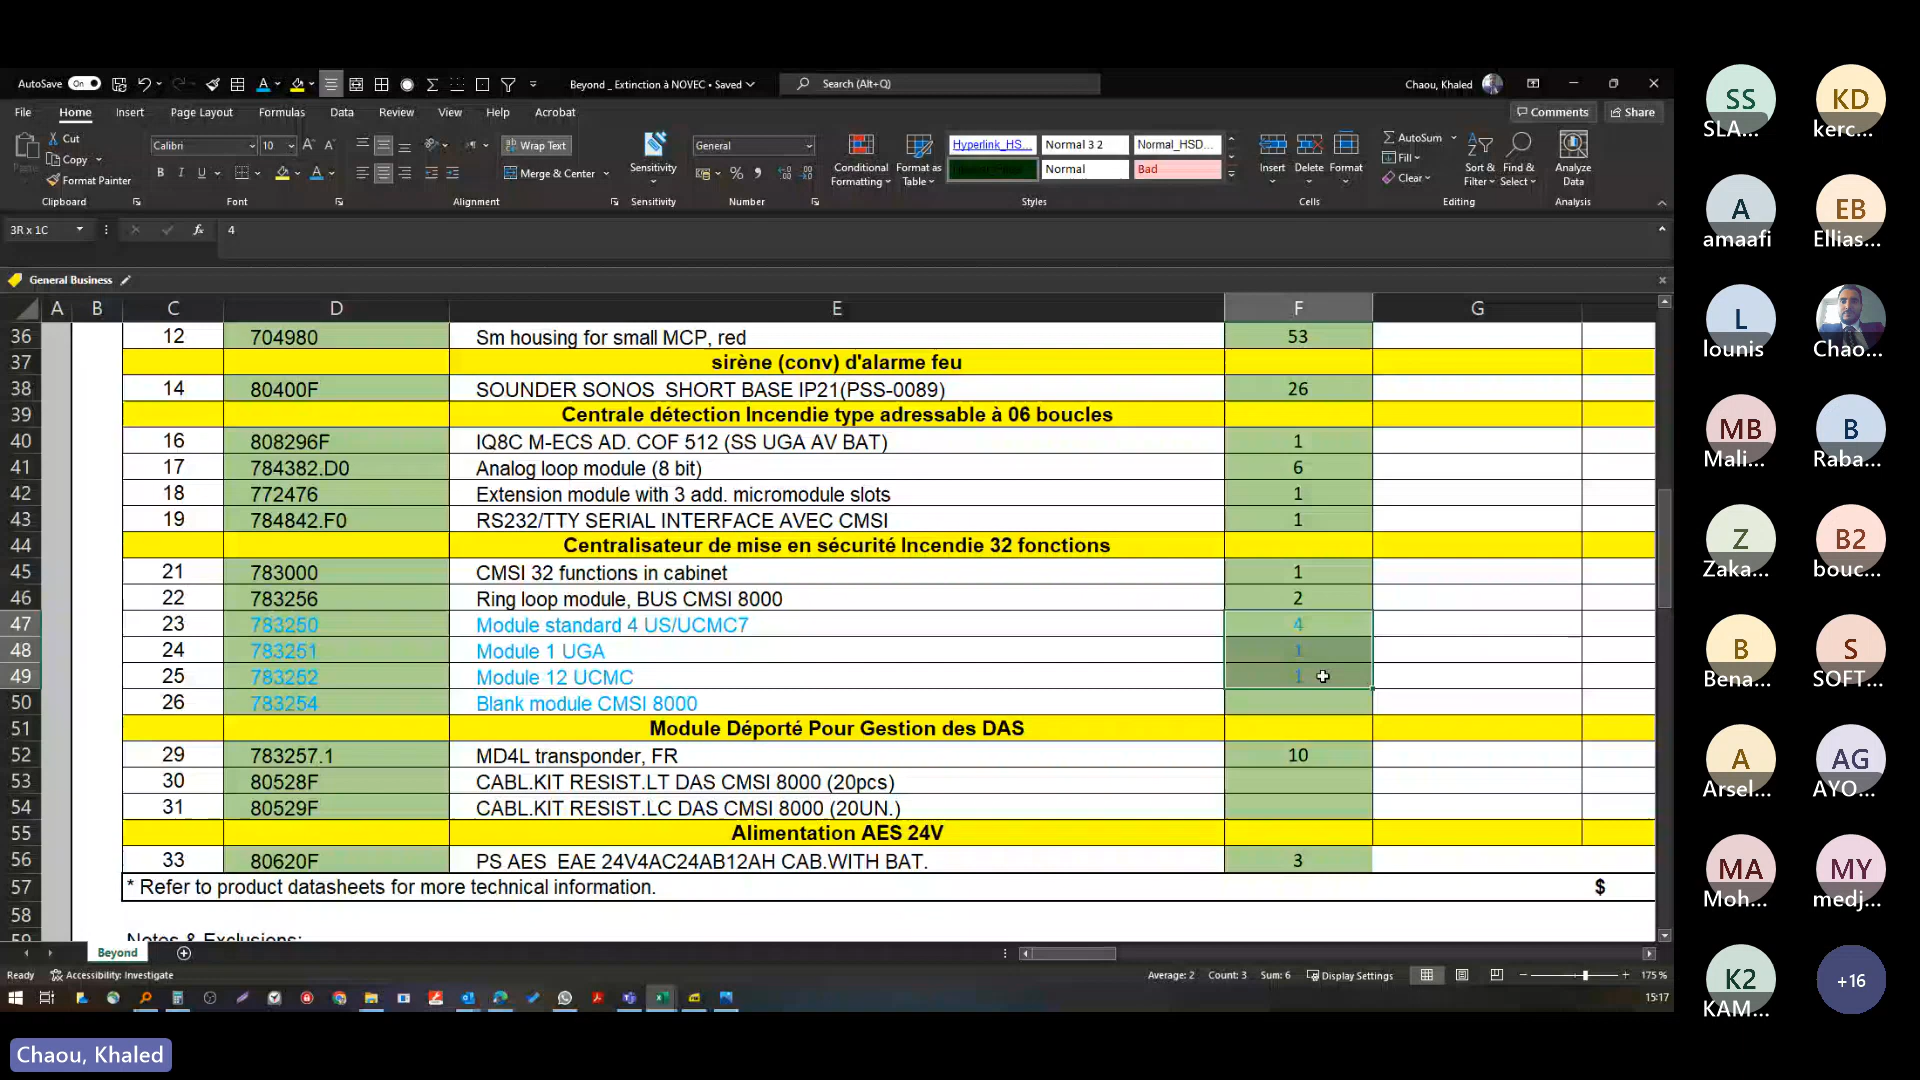 AutoSave On
Beyond _ Extinction à NOVEC • Saved
Search (Alt+Q)
Chaou, Khaled
File Home Insert Page Layout Formulas Data Review View Help Acrobat
Comments Share
Cut
Copy
Format Painter
Calibri 10
Wrap Text
Merge & Center
Sensitivity
General
Conditional Formatting
Format as Table
Hyperlink_HS... Normal 3 2 Normal_HSD...
Normal Bad
Insert Delete Format
AutoSum
Fill
Clear
Sort & Filter
Find & Select
Analyze Data
Clipboard Font Alignment Sensitivity Number Styles Cells Editing Analysis
3R x 1C fx 4
General Business
A B C D E F G
36 12 704980 Sm housing for small MCP, red 53
37 sirène (conv) d'alarme feu
38 14 80400F SOUNDER SONOS SHORT BASE IP21(PSS-0089) 26
39 Centrale détection Incendie type adressable à 06 boucles
40 16 808296F IQ8C M-ECS AD. COF 512 (SS UGA AV BAT) 1
41 17 784382.D0 Analog loop module (8 bit) 6
42 18 772476 Extension module with 3 add. micromodule slots 1
43 19 784842.F0 RS232/TTY SERIAL INTERFACE AVEC CMSI 1
44 Centralisateur de mise en sécurité Incendie 32 fonctions
45 21 783000 CMSI 32 functions in cabinet 1
46 22 783256 Ring loop module, BUS CMSI 8000 2
47 23 783250 Module standard 4 US/UCMC7 4
48 24 783251 Module 1 UGA 1
49 25 783252 Module 12 UCMC 1
50 26 783254 Blank module CMSI 8000
51 Module Déporté Pour Gestion des DAS
52 29 783257.1 MD4L transponder, FR 10
53 30 80528F CABL.KIT RESIST.LT DAS CMSI 8000 (20pcs)
54 31 80529F CABL.KIT RESIST.LC DAS CMSI 8000 (20UN.)
55 Alimentation AES 24V
56 33 80620F PS AES EAE 24V4AC24AB12AH CAB.WITH BAT. 3
57 * Refer to product datasheets for more technical information. $
58
59 Notes & Exclusions:
Beyond
Ready Accessibility: Investigate Average: 2 Count: 3 Sum: 6 Display Settings 175 %
15:17
Chaou, Khaled
SS KD
SLA... kerc...
A EB
amaafi Ellias...
L
lounis Chao...
MB B
Mali... Raba...
Z B2
Zaka... bouc...
B S
Bena... SOFT...
A AG
Arsel... AYO...
MA MY
Moh... medj...
K2 +16
KAM...